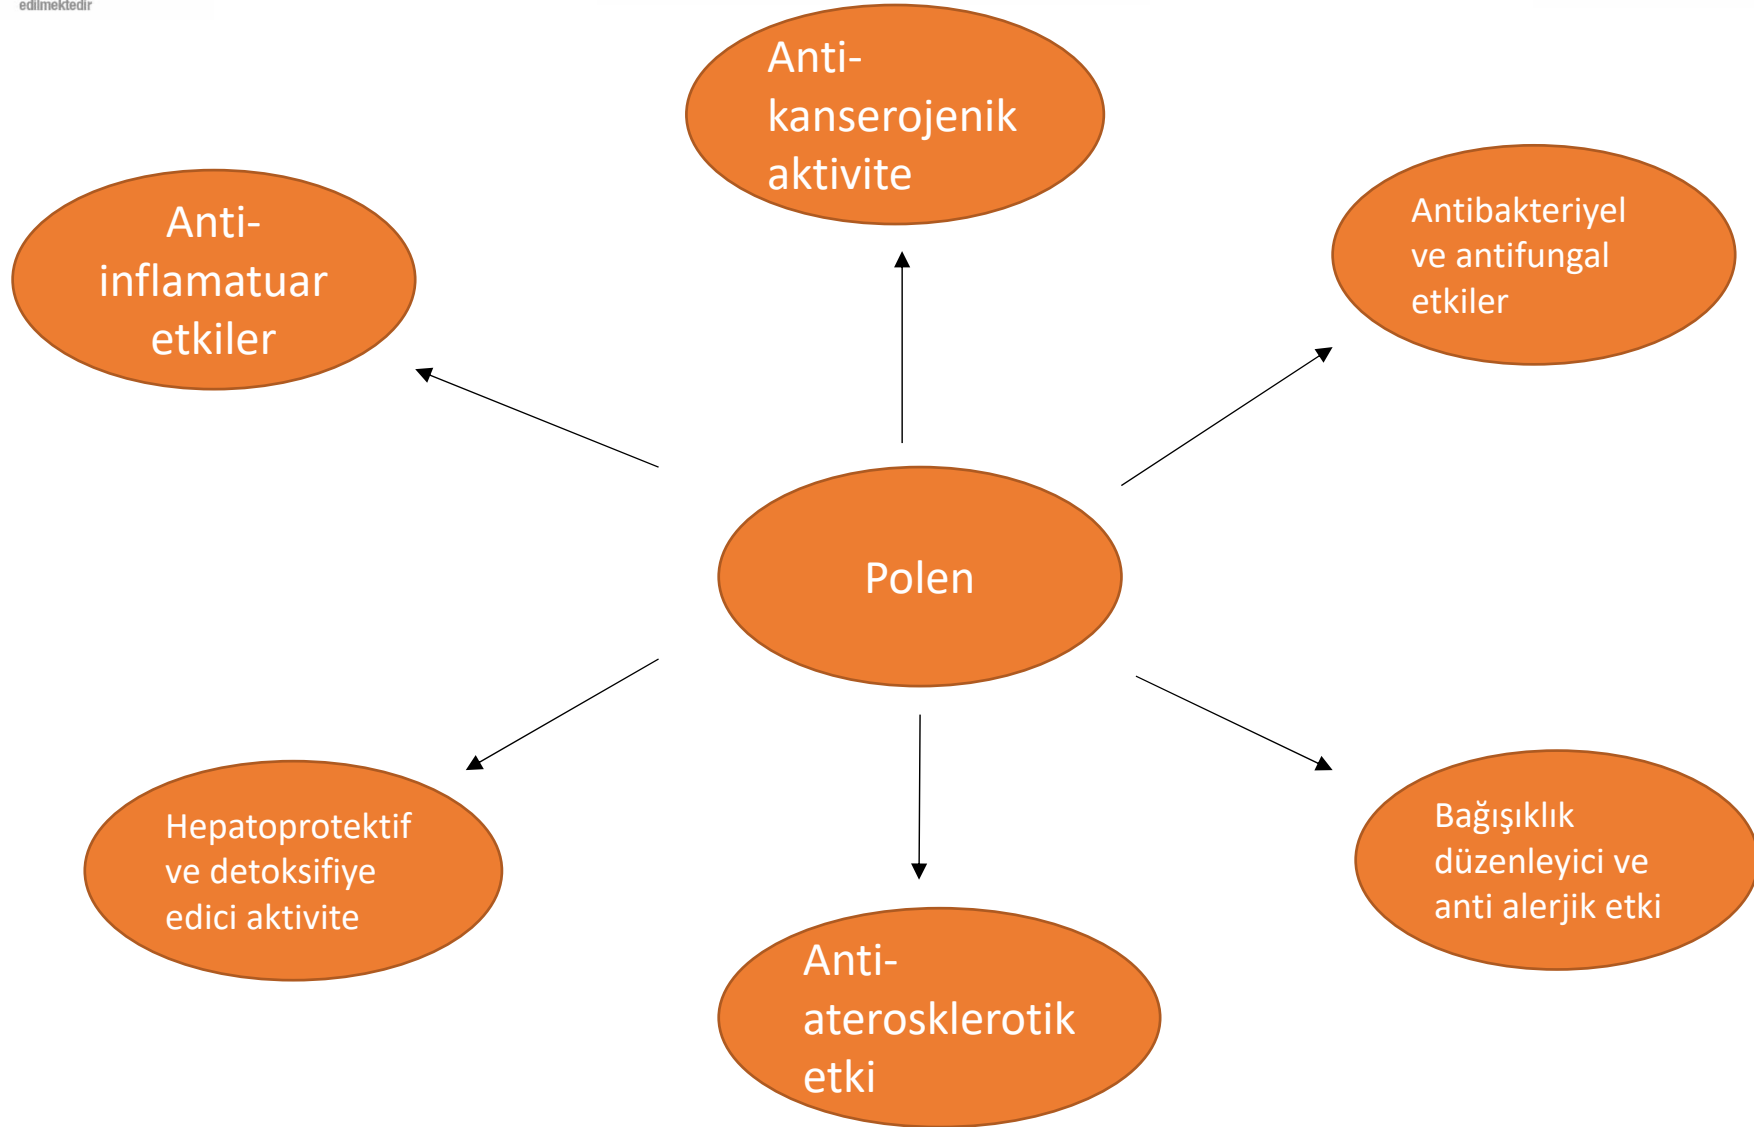 edilmektedir
Anti-
kanserojenik
aktivite
Anti-
inflamatuar
etkiler
Antibakteriyel
ve antifungal
etkiler
Polen
Hepatoprotektif
ve detoksifiye
edici aktivite
Bağışıklık
düzenleyici ve
anti alerjik etki
Anti-
aterosklerotik
etki